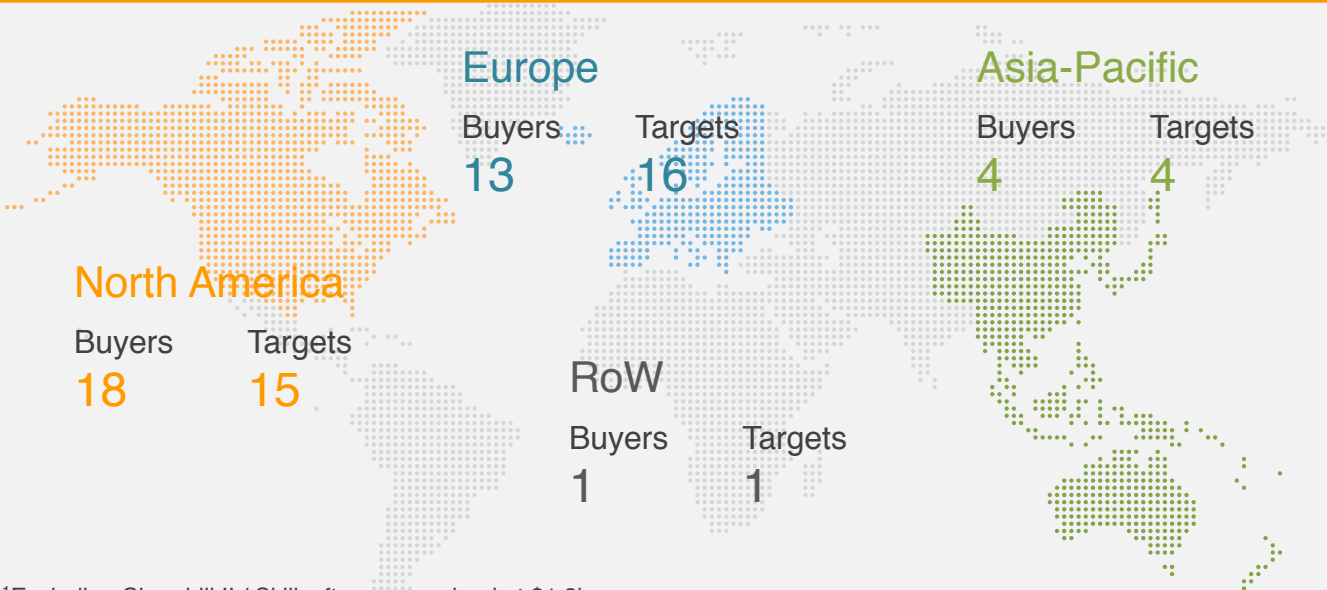 Europe
Buyers Targets
13 16
Asia-Pacific
Buyers Targets
4 4
North America
Buyers Targets
18 15
RoW
Buyers Targets
1 1